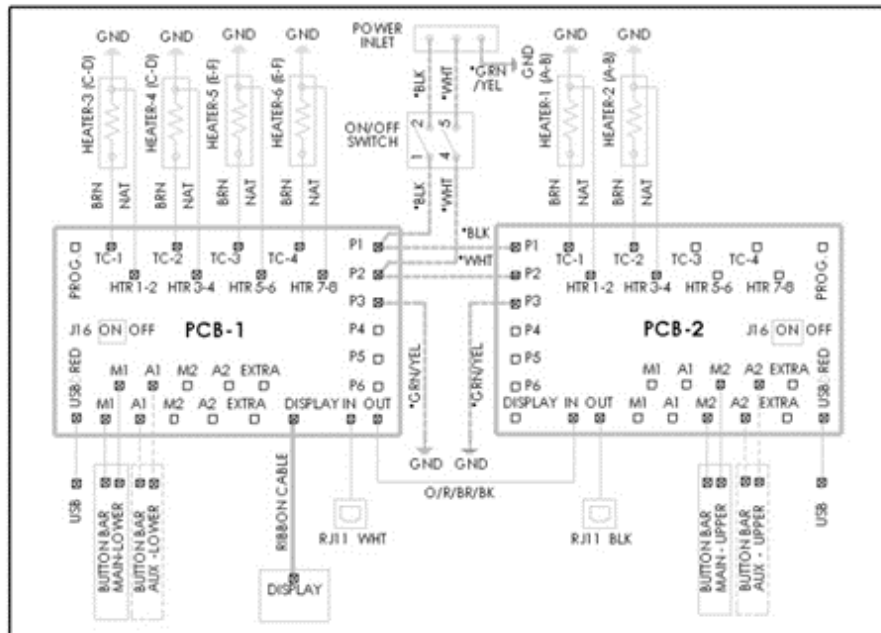 GND GND GND GND
POWER INLET
GND GND
HEATER-3 (C-D)
HEATER-4 (C-D)
HEATER-5 (E-F)
HEATER-6 (E-F)
*BLK
*WHT
*GRN/YEL
GND
HEATER-1 (A-B)
HEATER-2 (A-B)
ON/OFF SWITCH
2 5
1 4
BRN NAT BRN NAT BRN NAT BRN NAT
*BLK
*WHT
BRN NAT BRN NAT
*BLK
*WHT
PROG.
TC-1 TC-2 TC-3 TC-4
HTR 1-2 HTR 3-4 HTR 5-6 HTR 7-8
P1
P2
P3
P4
P5
P6
PCB-1
J16 ON OFF
USB RED
M1 A1 M2 A2 EXTRA
M1 A1 M2 A2 EXTRA DISPLAY IN OUT
*GRN/YEL
*GRN/YEL
GND GND
P1
P2
P3
P4
P5
P6
TC-1 TC-2 TC-3 TC-4
HTR 1-2 HTR 3-4 HTR 5-6 HTR 7-8
PROG.
PCB-2
J16 ON OFF
M1 A1 M2 A2 EXTRA
DISPLAY IN OUT M1 A1 M2 A2 EXTRA
USB RED
O/R/BR/BK
USB
BUTTON BAR
MAIN-LOWER
BUTTON BAR
AUX -LOWER
RIBBON CABLE
DISPLAY
RJ11 WHT
RJ11 BLK
BUTTON BAR
MAIN - UPPER
BUTTON BAR
AUX - UPPER
USB